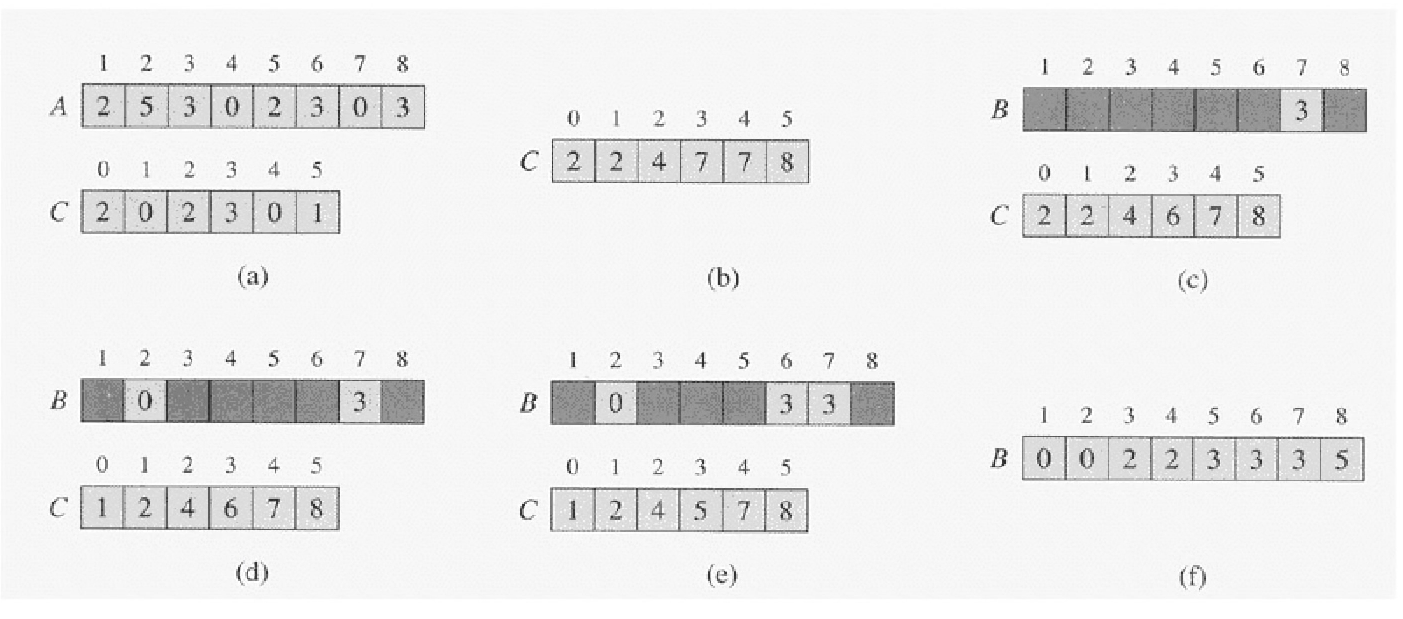 1 2 3 4 5 6 7 8
A 2 5 3 0 2 3 0 3
0 1 2 3 4 5
C 2 0 2 3 0 1
(a)
0 1 2 3 4 5
C 2 2 4 7 7 8
(b)
1 2 3 4 5 6 7 8
B 3
0 1 2 3 4 5
C 2 2 4 6 7 8
(c)
1 2 3 4 5 6 7 8
B 0 3
0 1 2 3 4 5
C 1 2 4 6 7 8
(d)
1 2 3 4 5 6 7 8
B 0 3 3
0 1 2 3 4 5
C 1 2 4 5 7 8
(e)
1 2 3 4 5 6 7 8
B 0 0 2 2 3 3 3 5
(f)